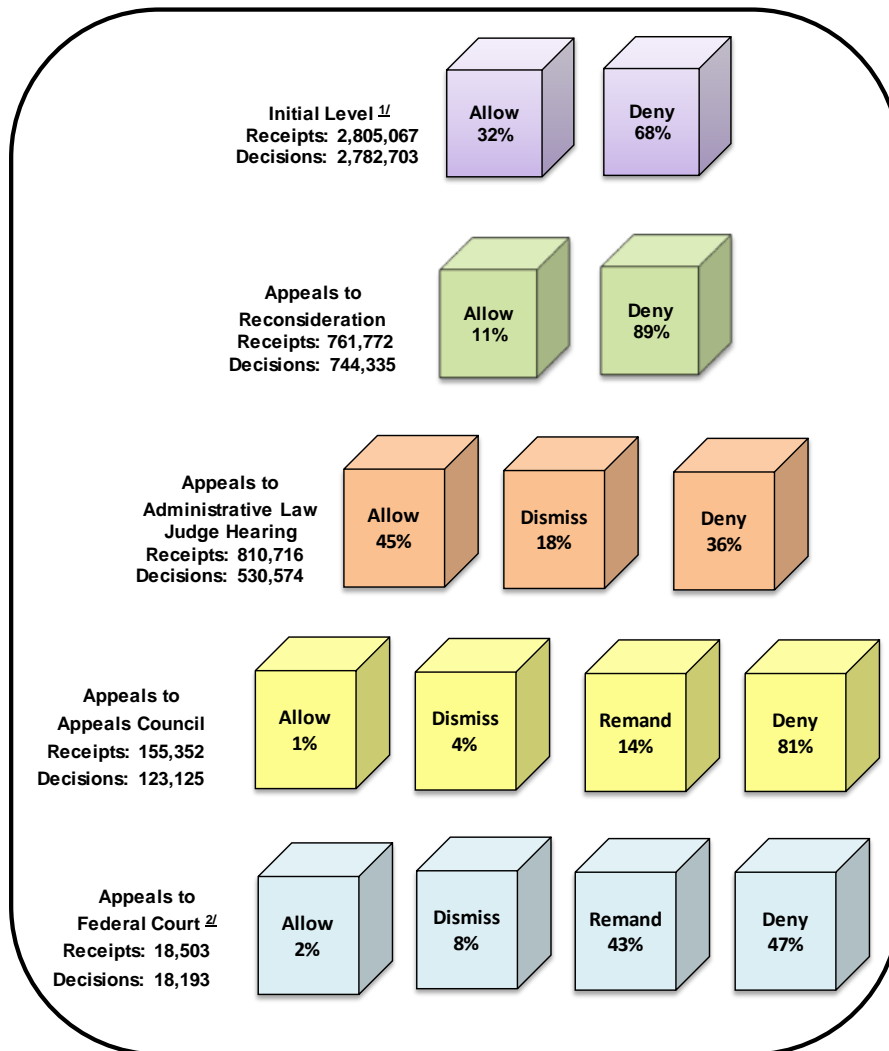 Initial Level 1/
Receipts: 2,805,067
Decisions: 2,782,703
Allow
32%
Deny
68%
Appeals to
Reconsideration
Receipts: 761,772
Decisions: 744,335
Allow
11%
Deny
89%
Appeals to
Administrative Law
Judge Hearing
Receipts: 810,716
Decisions: 530,574
Allow
45%
Dismiss
18%
Deny
36%
Appeals to
Appeals Council
Receipts: 155,352
Decisions: 123,125
Allow
1%
Dismiss
4%
Remand
14%
Deny
81%
Appeals to
Federal Court 2/
Receipts: 18,503
Decisions: 18,193
Allow
2%
Dismiss
8%
Remand
43%
Deny
47%